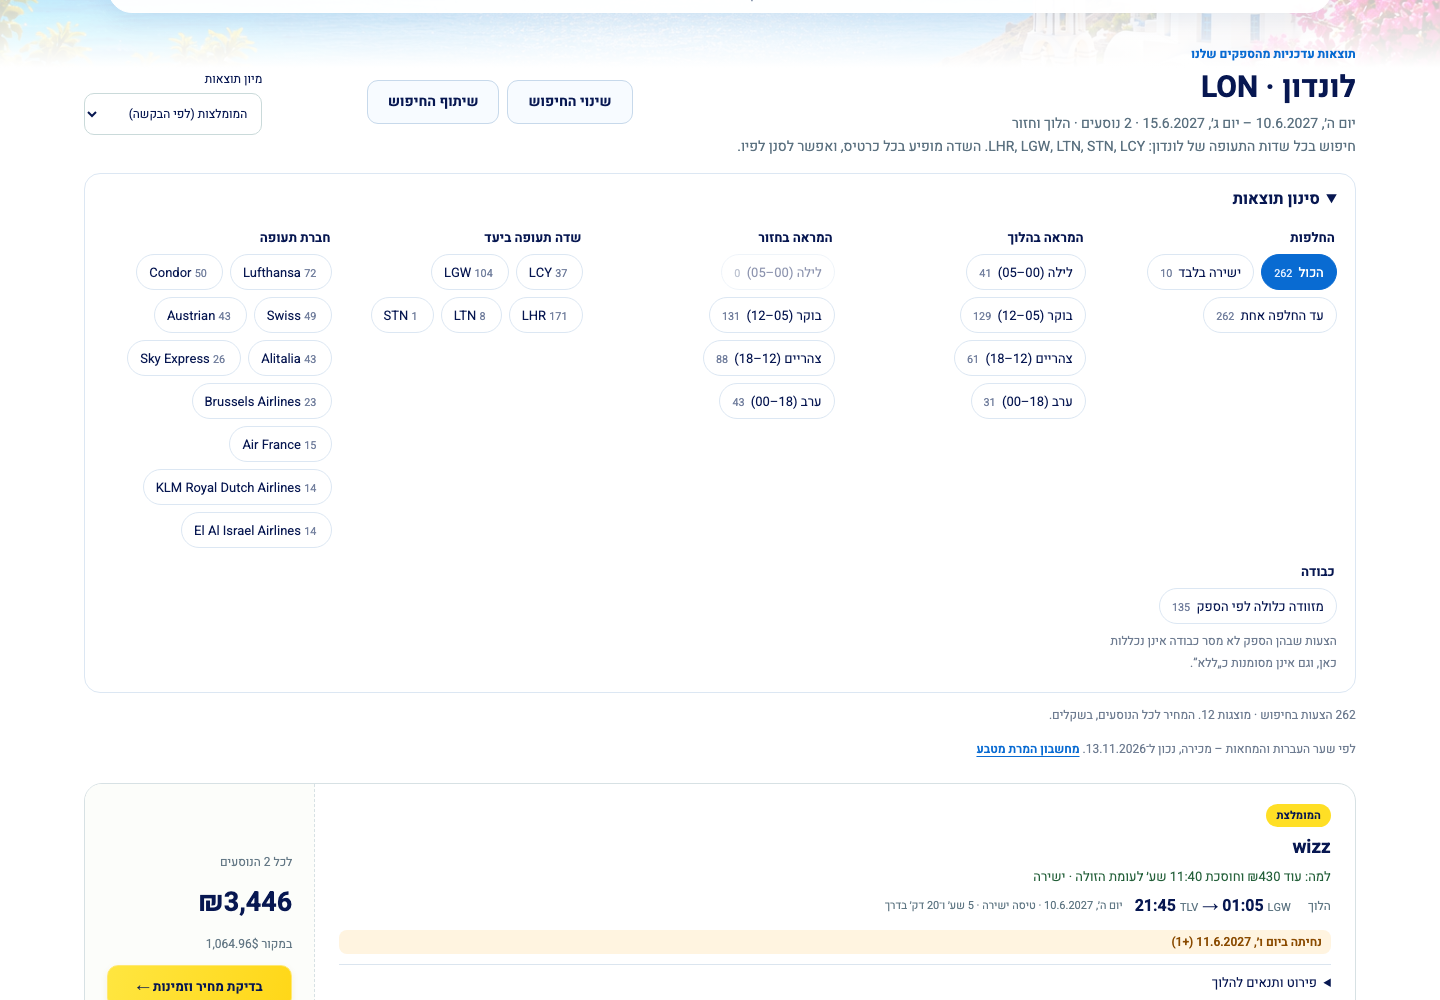 תוצאות עדכניות מהספקים שלנו
לונדון · LON
יום ה׳, 10.6.2027 – יום ג׳, 15.6.2027 · 2 נוסעים · הלוך וחזור
חיפוש בכל שדות התעופה של לונדון: LHR, LGW, LTN, STN, LCY. השדה מופיע בכל כרטיס, ואפשר לסנן לפיו.
שינוי החיפוש
שיתוף החיפוש
מיון תוצאות
המומלצות (לפי הבקשה)
▼ סינון תוצאות
החלפות
הכול 262
ישירה בלבד 10
עד החלפה אחת 262
המראה בהלוך
לילה (00–05) 41
בוקר (05–12) 129
צהריים (12–18) 61
ערב (18–00) 31
המראה בחזור
לילה (00–05) 0
בוקר (05–12) 131
צהריים (12–18) 88
ערב (18–00) 43
שדה תעופה ביעד
LCY 37
LGW 104
LHR 171
LTN 8
STN 1
חברת תעופה
Lufthansa 72
Condor 50
Swiss 49
Austrian 43
Alitalia 43
Sky Express 26
Brussels Airlines 23
Air France 15
KLM Royal Dutch Airlines 14
El Al Israel Airlines 14
כבודה
מזוודה כלולה לפי הספק 135
הצעות שבהן הספק לא מסר כבודה אינן נכללות
כאן, וגם אינן מסומנות כ„ללא”.
262 הצעות בחיפוש · מוצגות 12. המחיר לכל הנוסעים, בשקלים.
לפי שער העברות והמחאות – מכירה, נכון ל־13.11.2026. מחשבון המרת מטבע
המומלצת
wizz
למה: עוד 430₪ וחוסכת 11:40 שע׳ לעומת הזולה · ישירה
הלוך 21:45 TLV → 01:05 LGW יום ה׳, 10.6.2027 · טיסה ישירה · 5 שע׳ ו־20 דק׳ בדרך
נחיתה ביום ו׳, 11.6.2027 (+1)
◀ פירוט ותנאים להלוך
לכל 2 הנוסעים
₪3,446
במקור 1,064.96$
בדיקת מחיר וזמינות ←